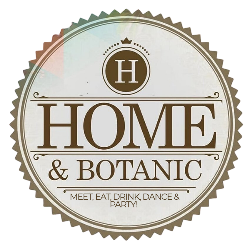 H
HOME
& BOTANIC
MEET, EAT, DRINK, DANCE &
PARTY!